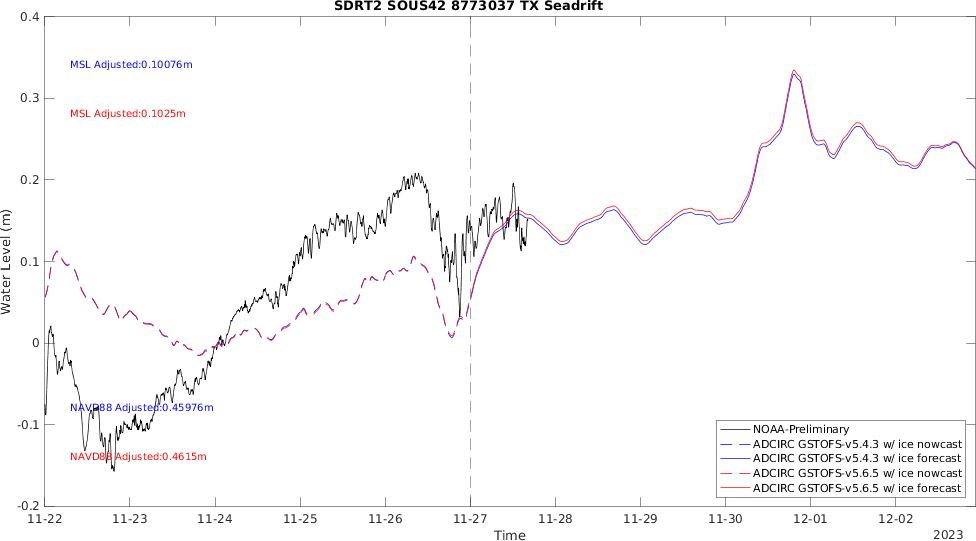 SDRT2 SOUS42 8773037 TX Seadrift
0.4
MSL Adjusted:0.10076m
0.3
MSL Adjusted:0.1025m
0.2
Water Level (m)
0.1
0
NAVD88 Adjusted:0.45976m
-0.1
NAVD88 Adjusted:0.4615m
-0.2
NOAA-Preliminary
ADCIRC GSTOFS-v5.4.3 w/ ice nowcast
ADCIRC GSTOFS-v5.4.3 w/ ice forecast
ADCIRC GSTOFS-v5.6.5 w/ ice nowcast
ADCIRC GSTOFS-v5.6.5 w/ ice forecast
11-22 11-23 11-24 11-25 11-26 11-27 11-28 11-29 11-30 12-01 12-02
Time
2023